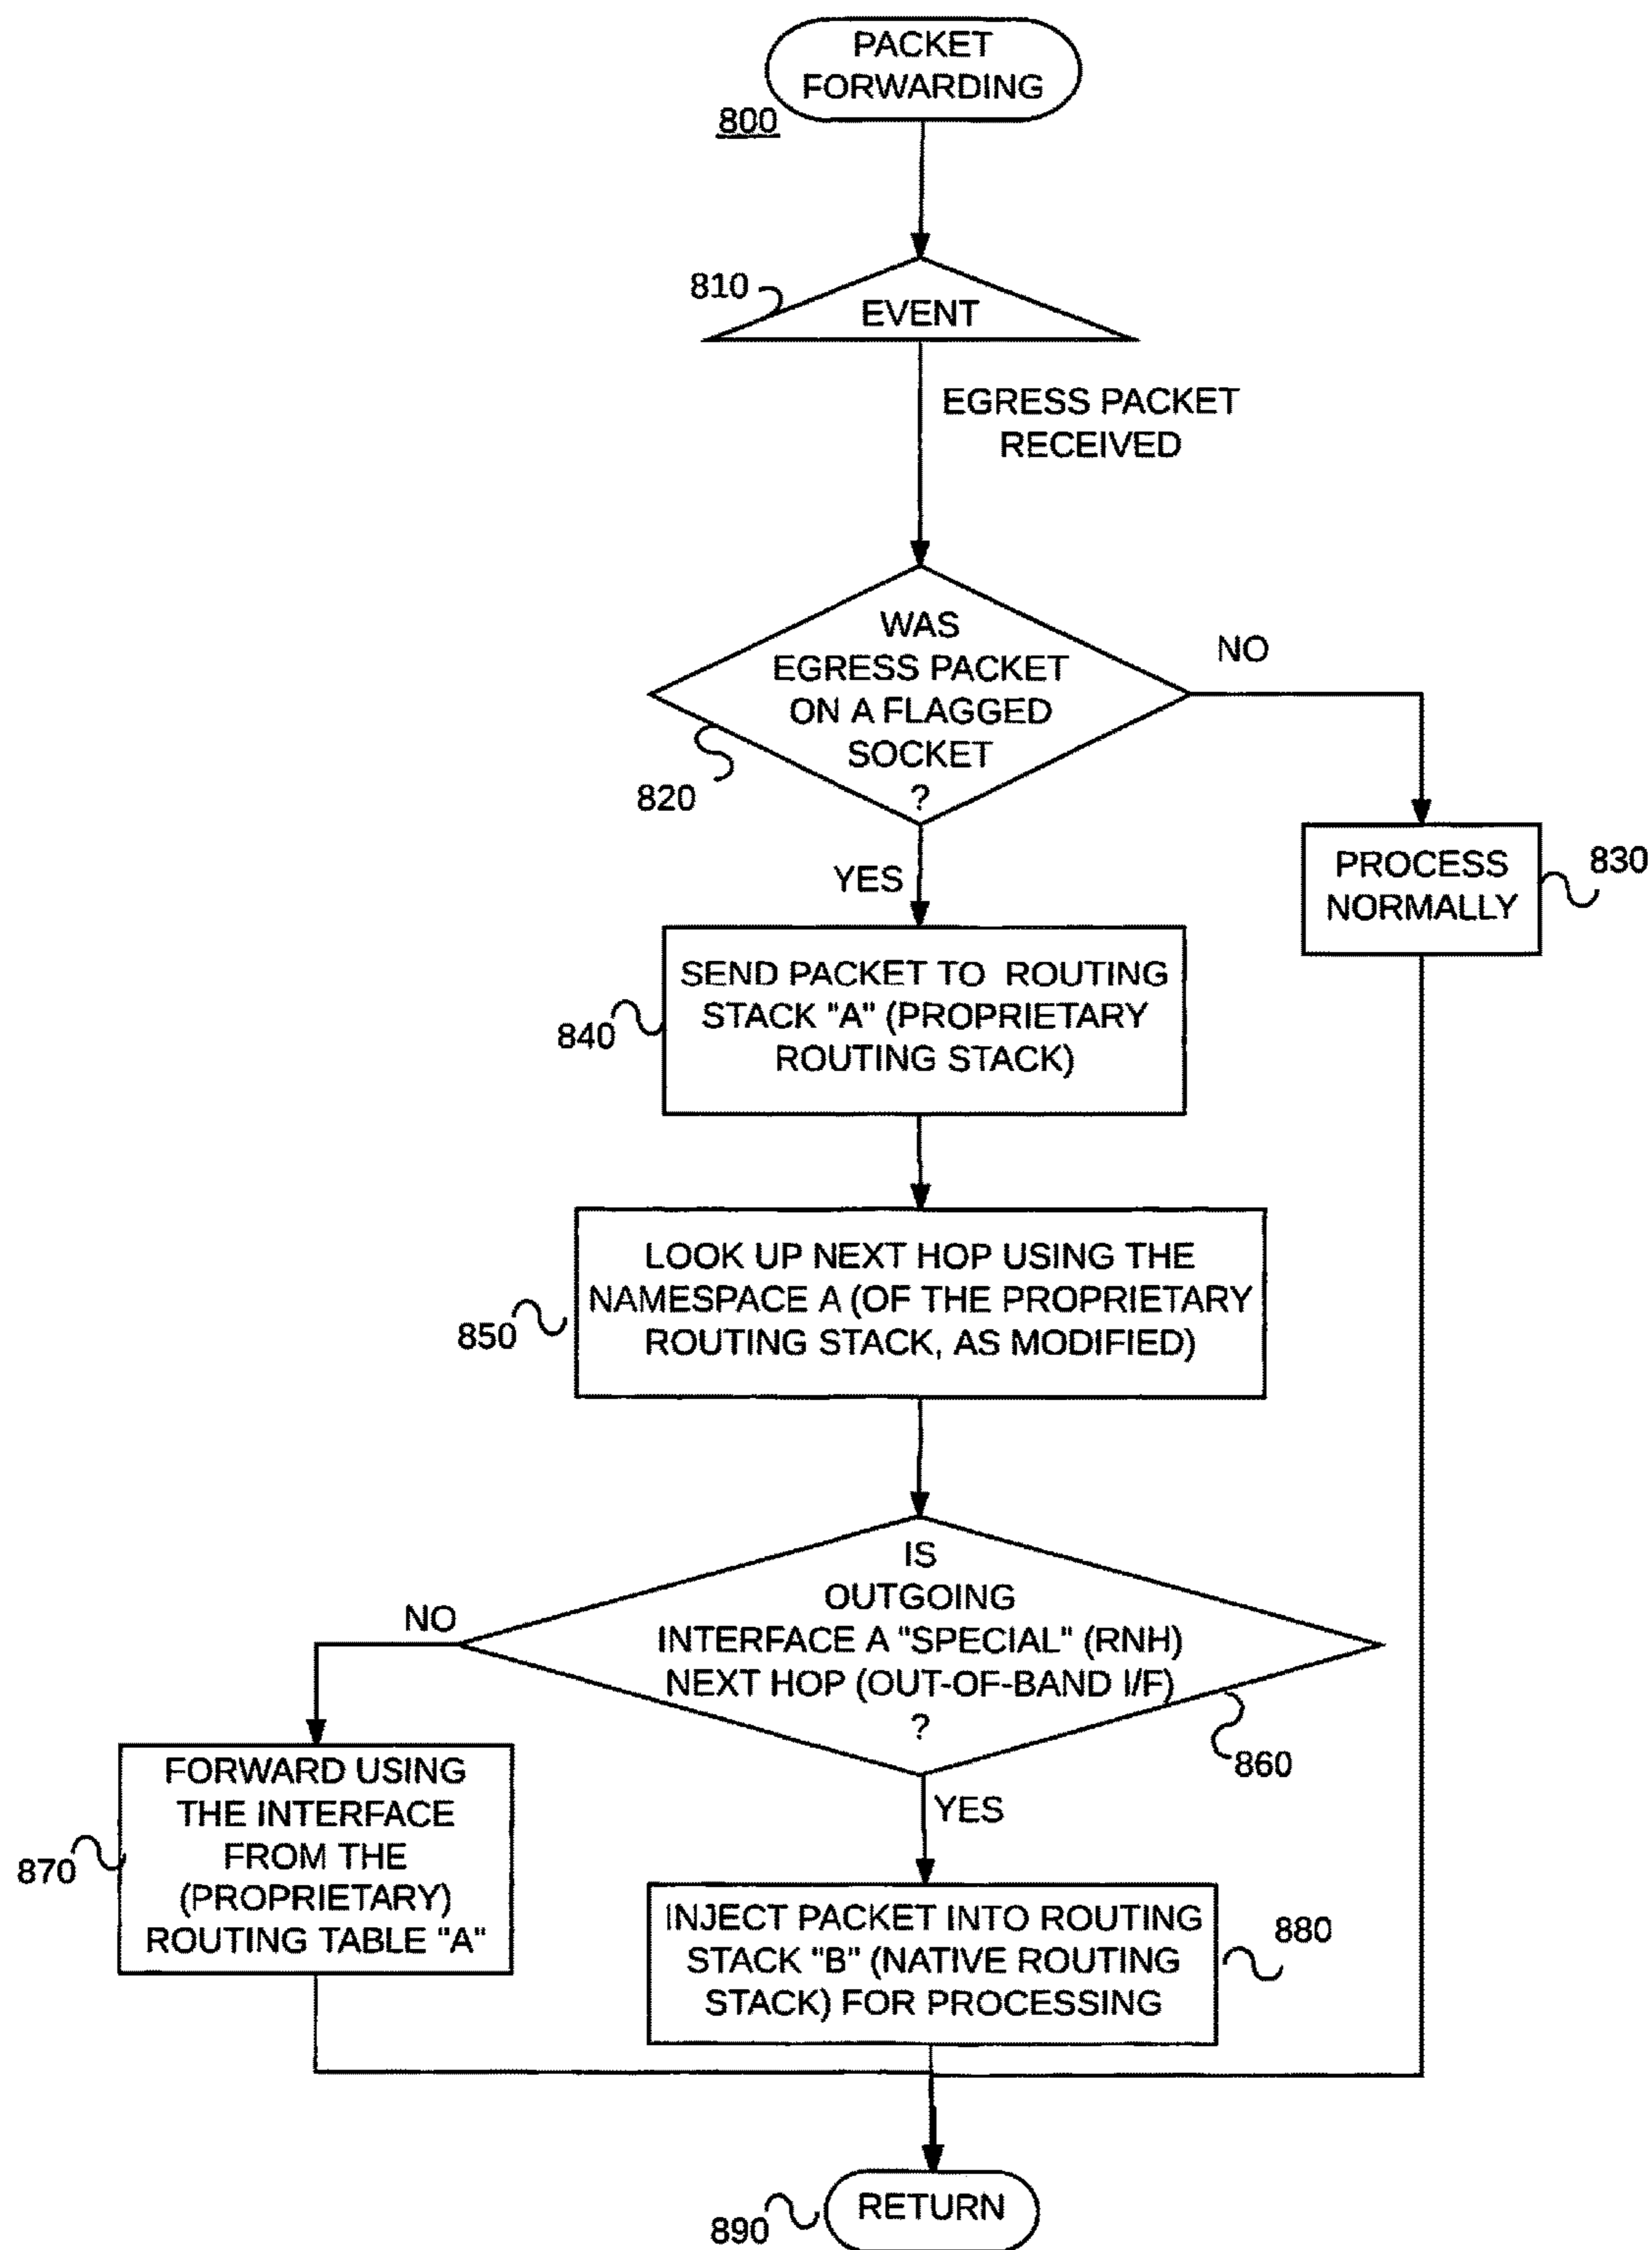 PACKET
FORWARDING
800
810
EVENT
EGRESS PACKET
RECEIVED
WAS
EGRESS PACKET
ON A FLAGGED
SOCKET
?
820
NO
YES
PROCESS
NORMALLY
830
SEND PACKET TO ROUTING
STACK "A" (PROPRIETARY
ROUTING STACK)
840
LOOK UP NEXT HOP USING THE
NAMESPACE A (OF THE PROPRIETARY
ROUTING STACK, AS MODIFIED)
850
IS
OUTGOING
INTERFACE A "SPECIAL" (RNH)
NEXT HOP (OUT-OF-BAND I/F)
?
860
NO
YES
FORWARD USING
THE INTERFACE
FROM THE
(PROPRIETARY)
ROUTING TABLE "A"
870
INJECT PACKET INTO ROUTING
STACK "B" (NATIVE ROUTING
STACK) FOR PROCESSING
880
RETURN
890